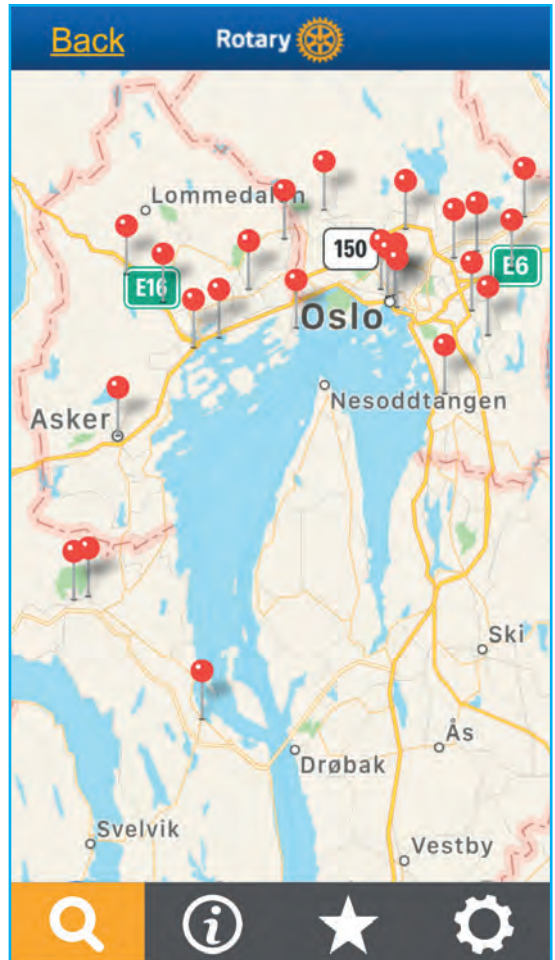 Back
Rotary
Lommedalen
150
E16
E6
Oslo
Nesoddtangen
Asker
Ski
Ås
Drøbak
Svelvik
Vestby